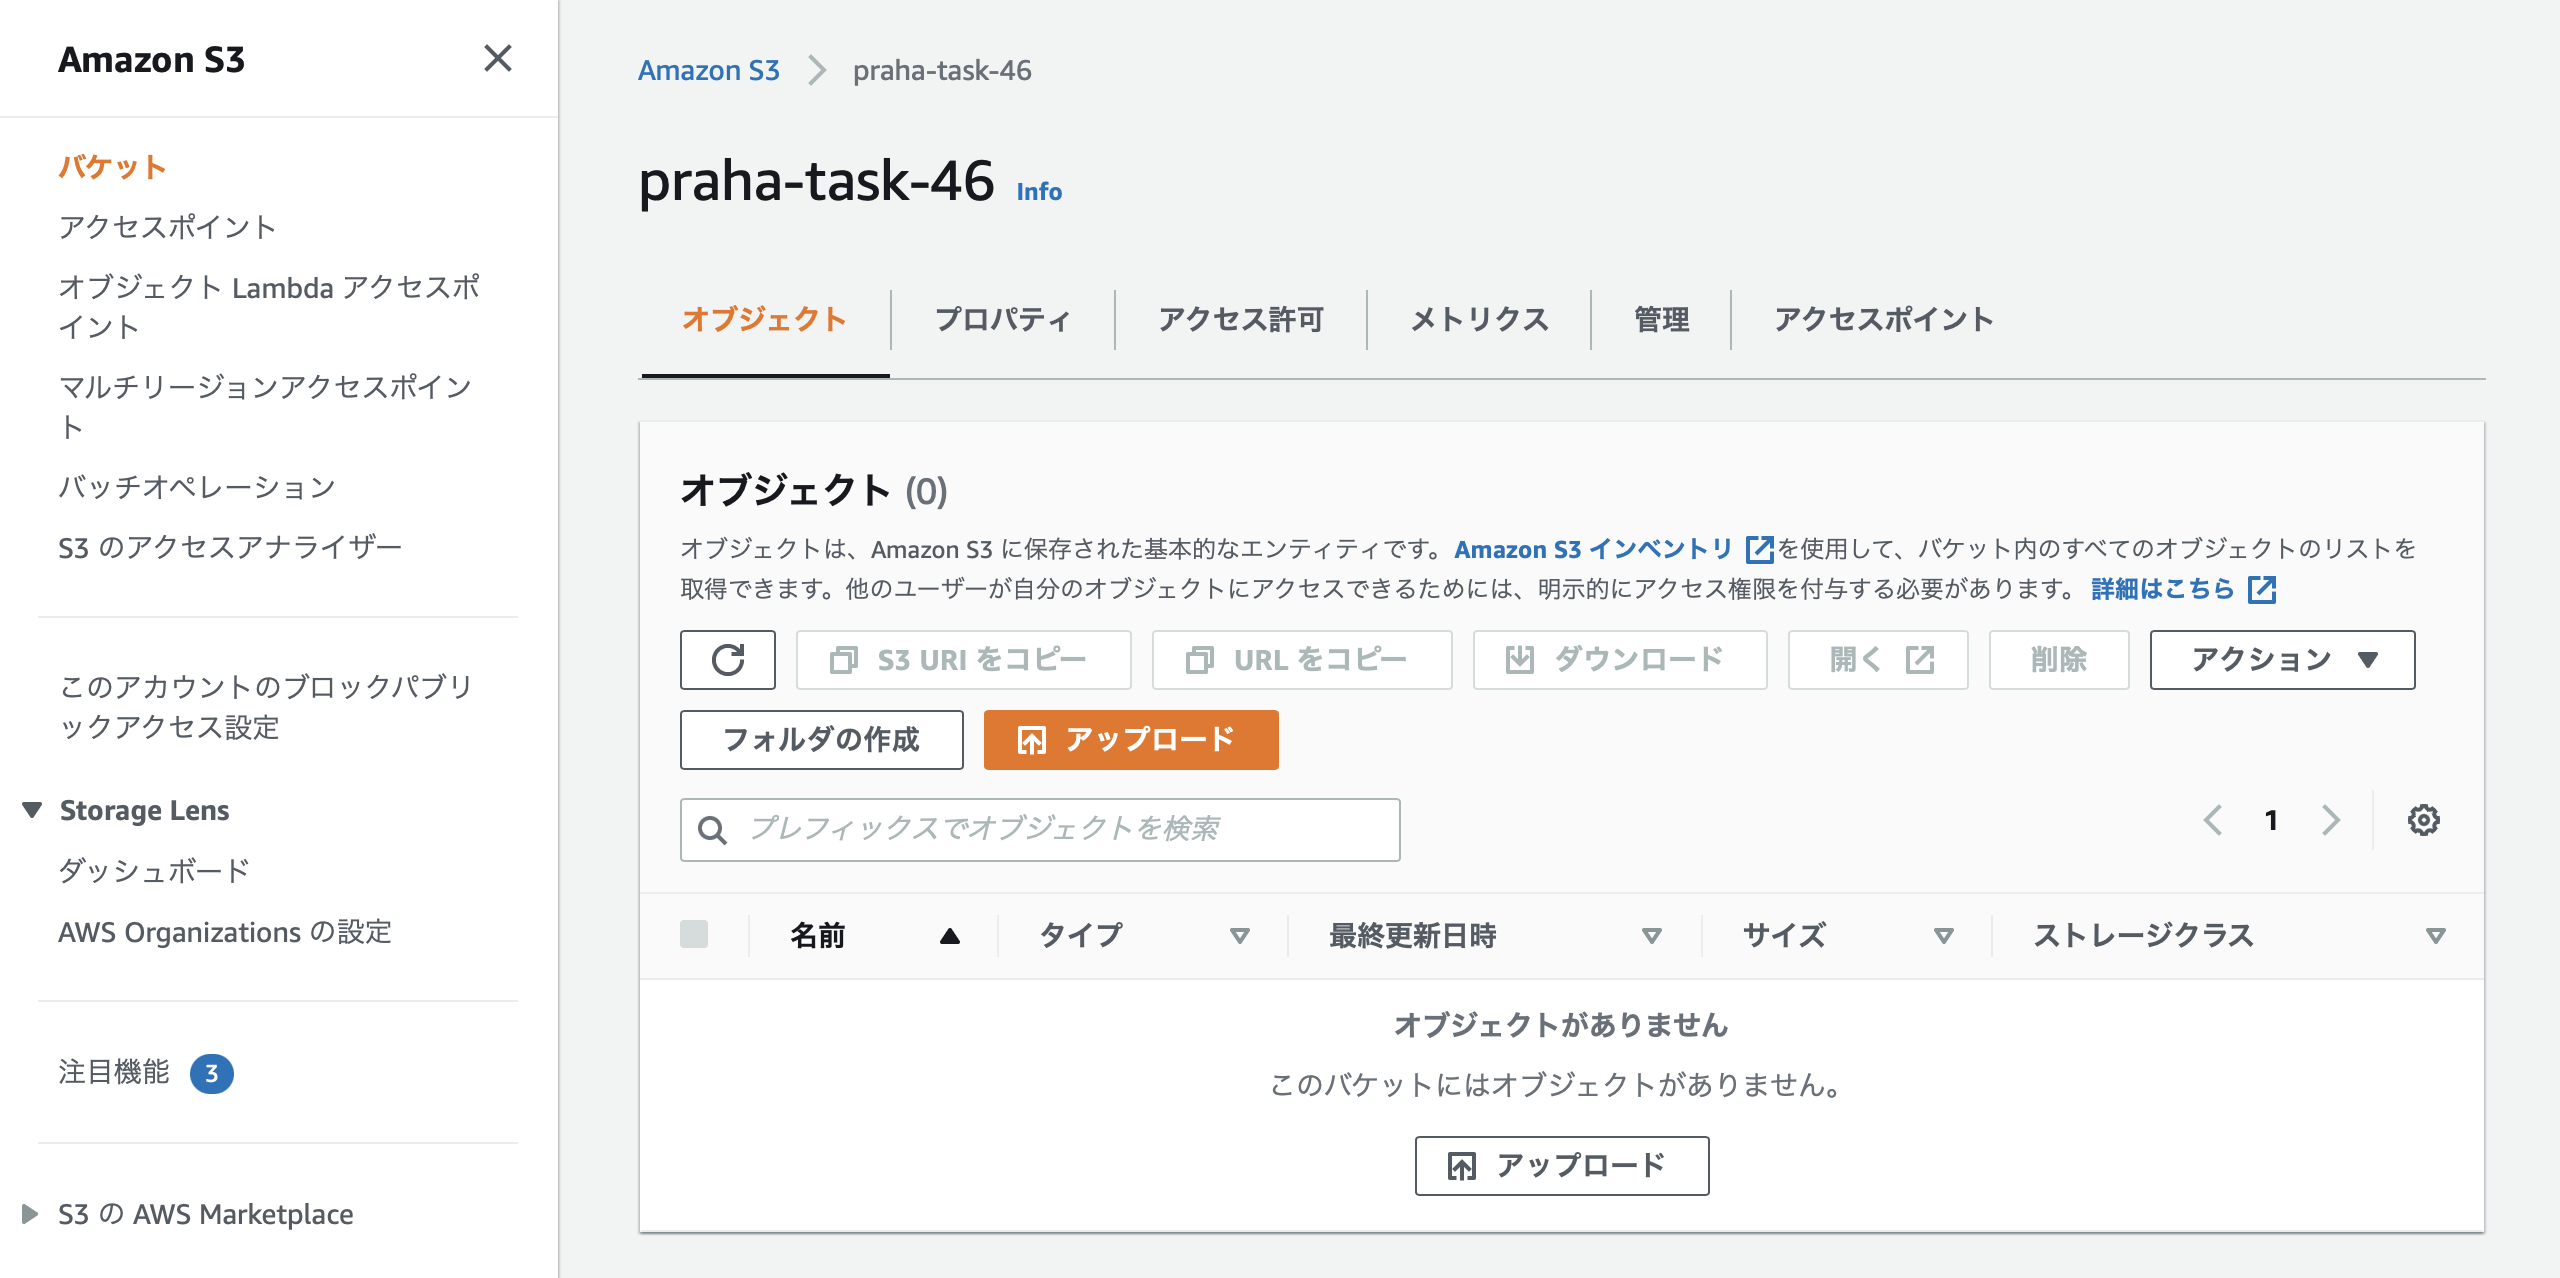 Amazon S3
バケット
アクセスポイント
オブジェクト Lambda アクセスポ
イント
マルチリージョンアクセスポイン
ト
バッチオペレーション
S3 のアクセスアナライザー
このアカウントのブロックパブリ
ックアクセス設定
Storage Lens
ダッシュボード
AWS Organizations の設定
注目機能 3
S3 の AWS Marketplace
Amazon S3 praha-task-46
praha-task-46 Info
オブジェクト プロパティ アクセス許可 メトリクス 管理 アクセスポイント
オブジェクト (0)
オブジェクトは、Amazon S3 に保存された基本的なエンティティです。Amazon S3 インベントリ を使用して、バケット内のすべてのオブジェクトのリストを
取得できます。他のユーザーが自分のオブジェクトにアクセスできるためには、明示的にアクセス権限を付与する必要があります。 詳細はこちら
S3 URI をコピー URL をコピー ダウンロード 開く 削除 アクション
フォルダの作成 アップロード
プレフィックスでオブジェクトを検索 1
名前 タイプ 最終更新日時 サイズ ストレージクラス
オブジェクトがありません
このバケットにはオブジェクトがありません。
アップロード